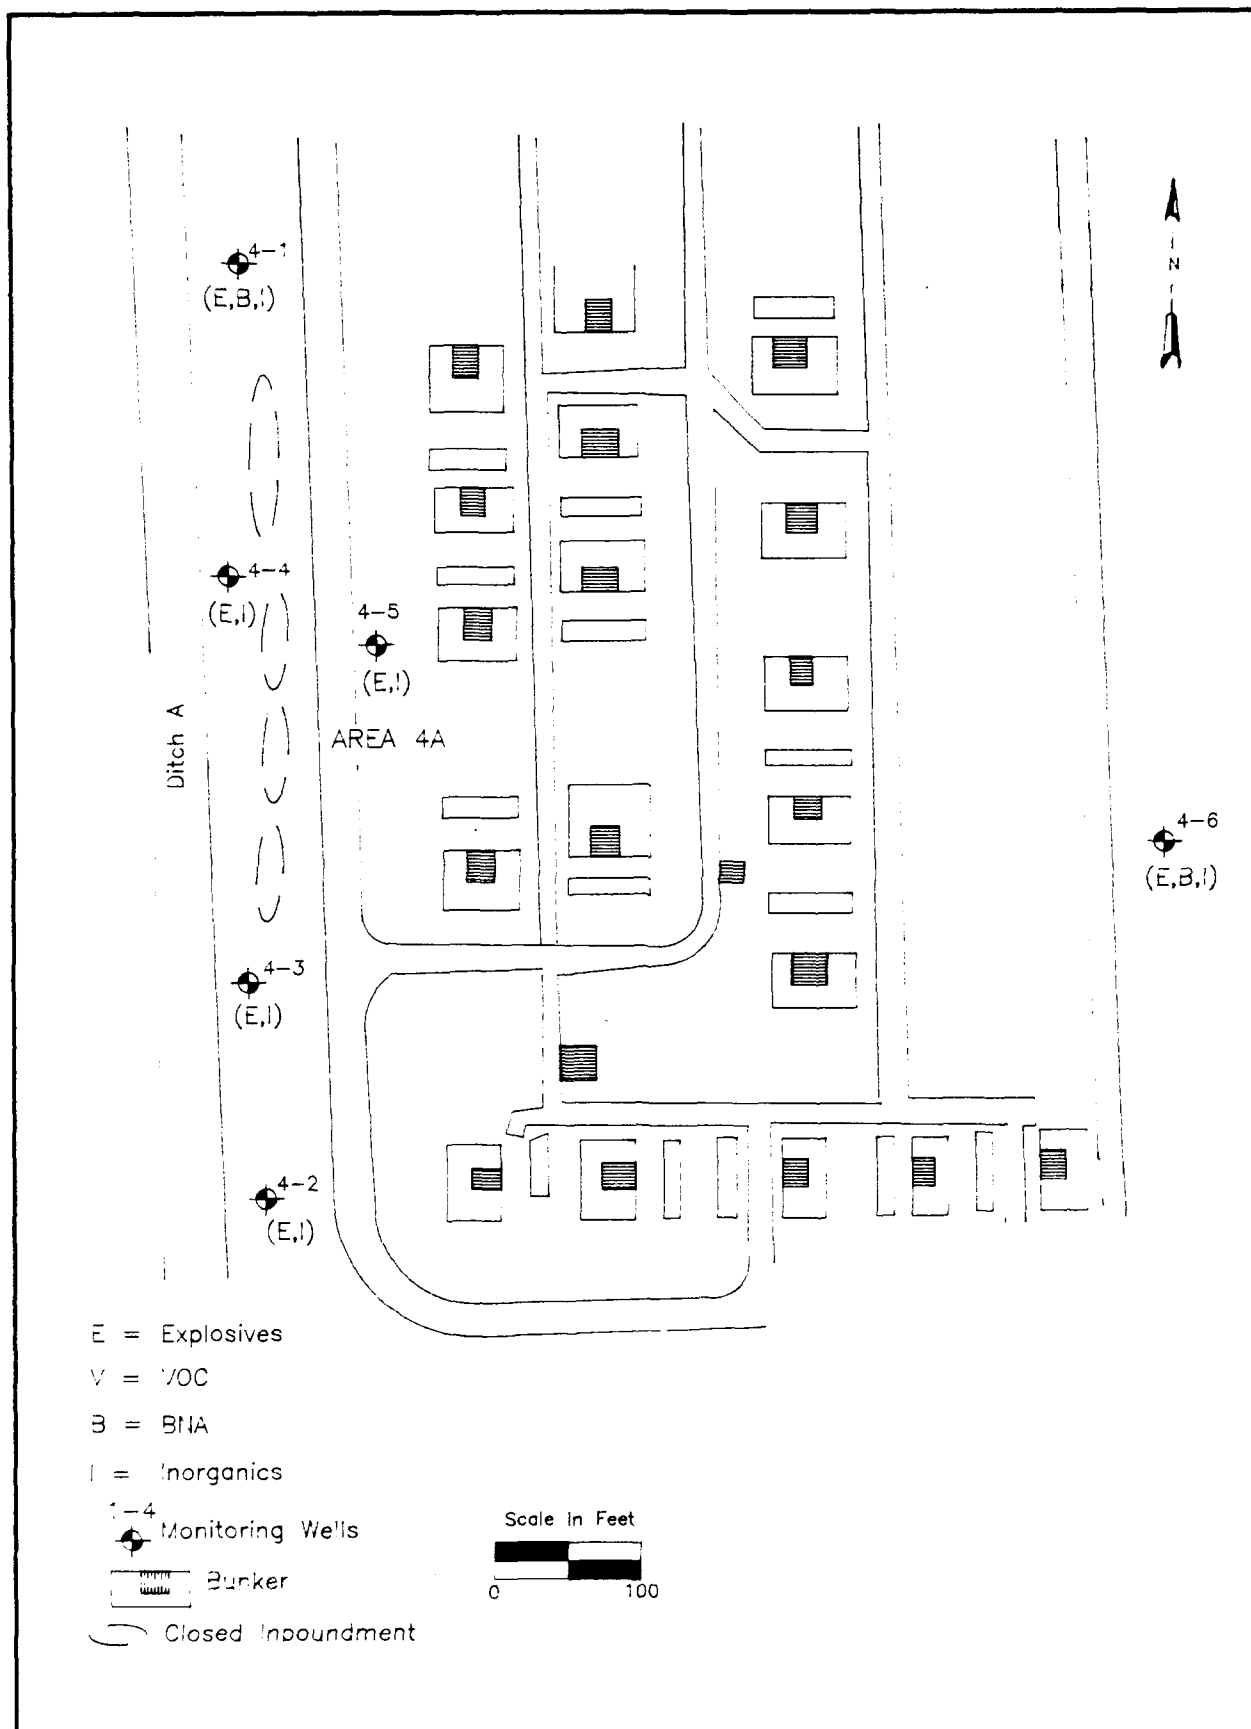 4-1
(E,B,I)
N
4-4
(E,I)
4-5
(E,I)
Ditch A
AREA 4A
4-6
(E,B,I)
4-3
(E,I)
4-2
(E,I)
E = Explosives
V = VOC
B = BNA
I = Inorganics
1-4
Monitoring Wells
Bunker
Closed Inpoundment
Scale In Feet
0 100